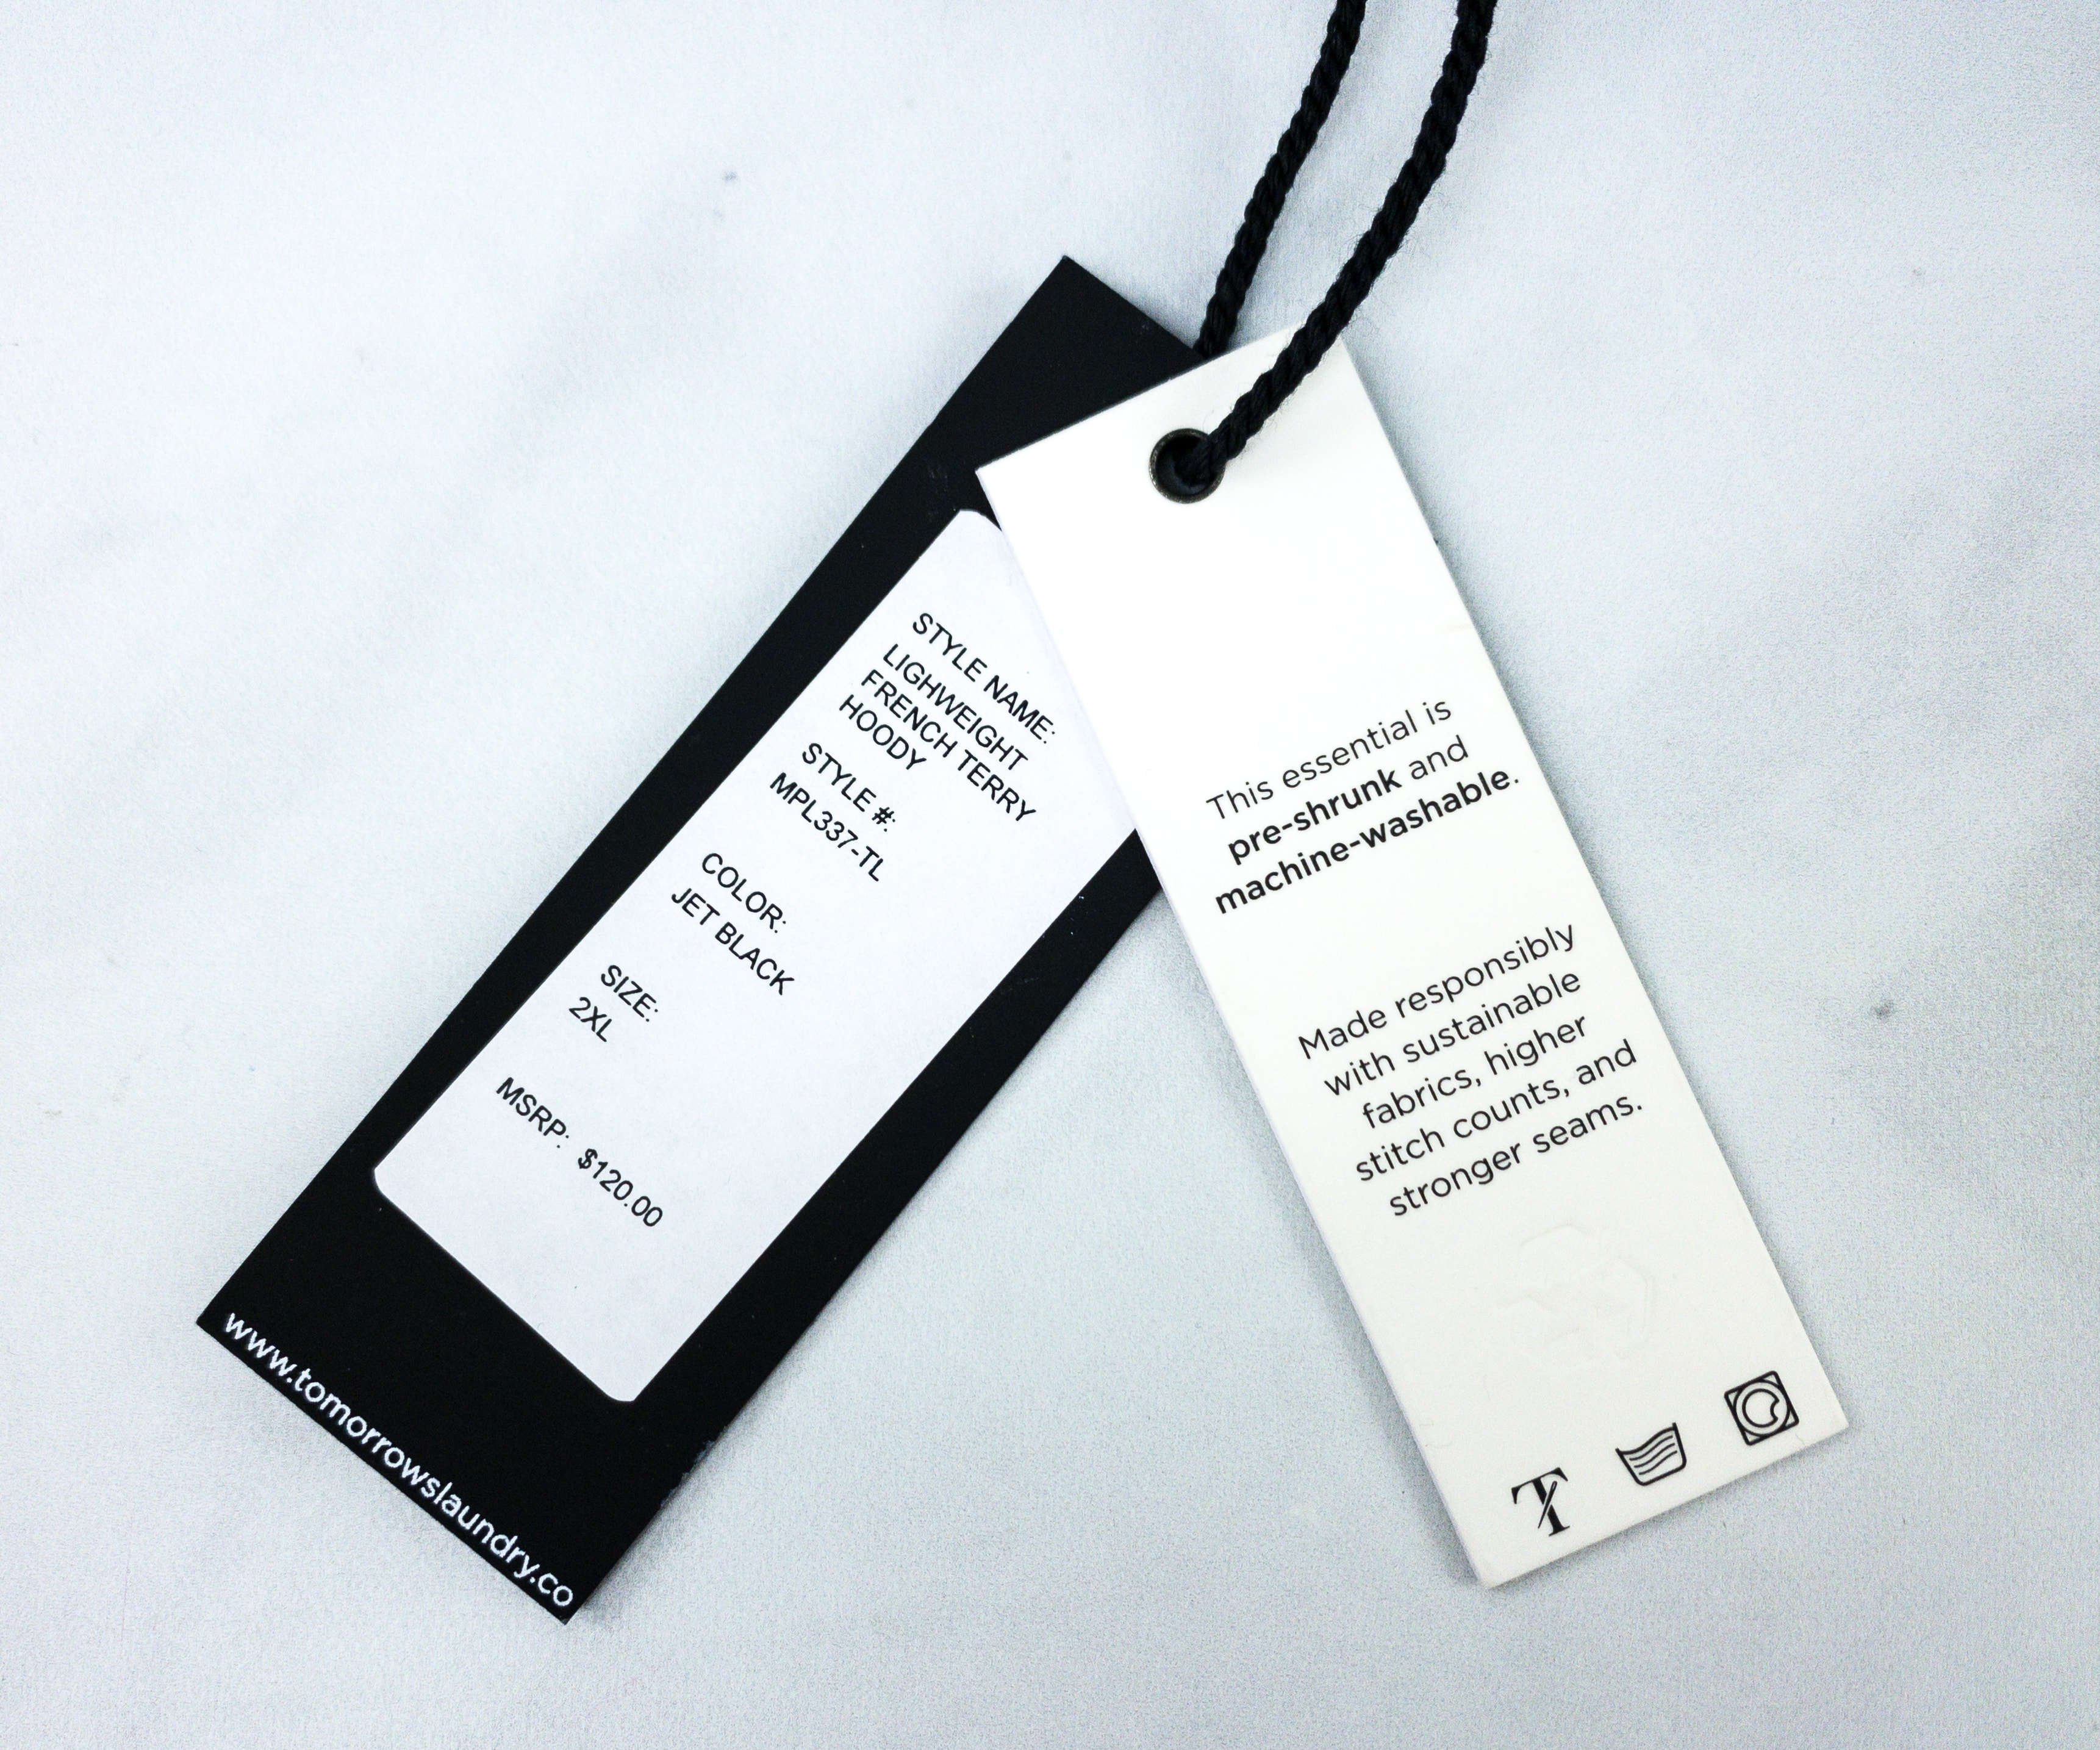 STYLE NAME:
LIGHWEIGHT
FRENCH TERRY
HOODY
STYLE #:
MPL337-TL
COLOR:
JET BLACK
SIZE:
2XL
MSRP: $120.00
www.tomorrowslaundry.co
This essential is
pre-shrunk and
machine-washable.
Made responsibly
with sustainable
fabrics, higher
stitch counts, and
stronger seams.
T